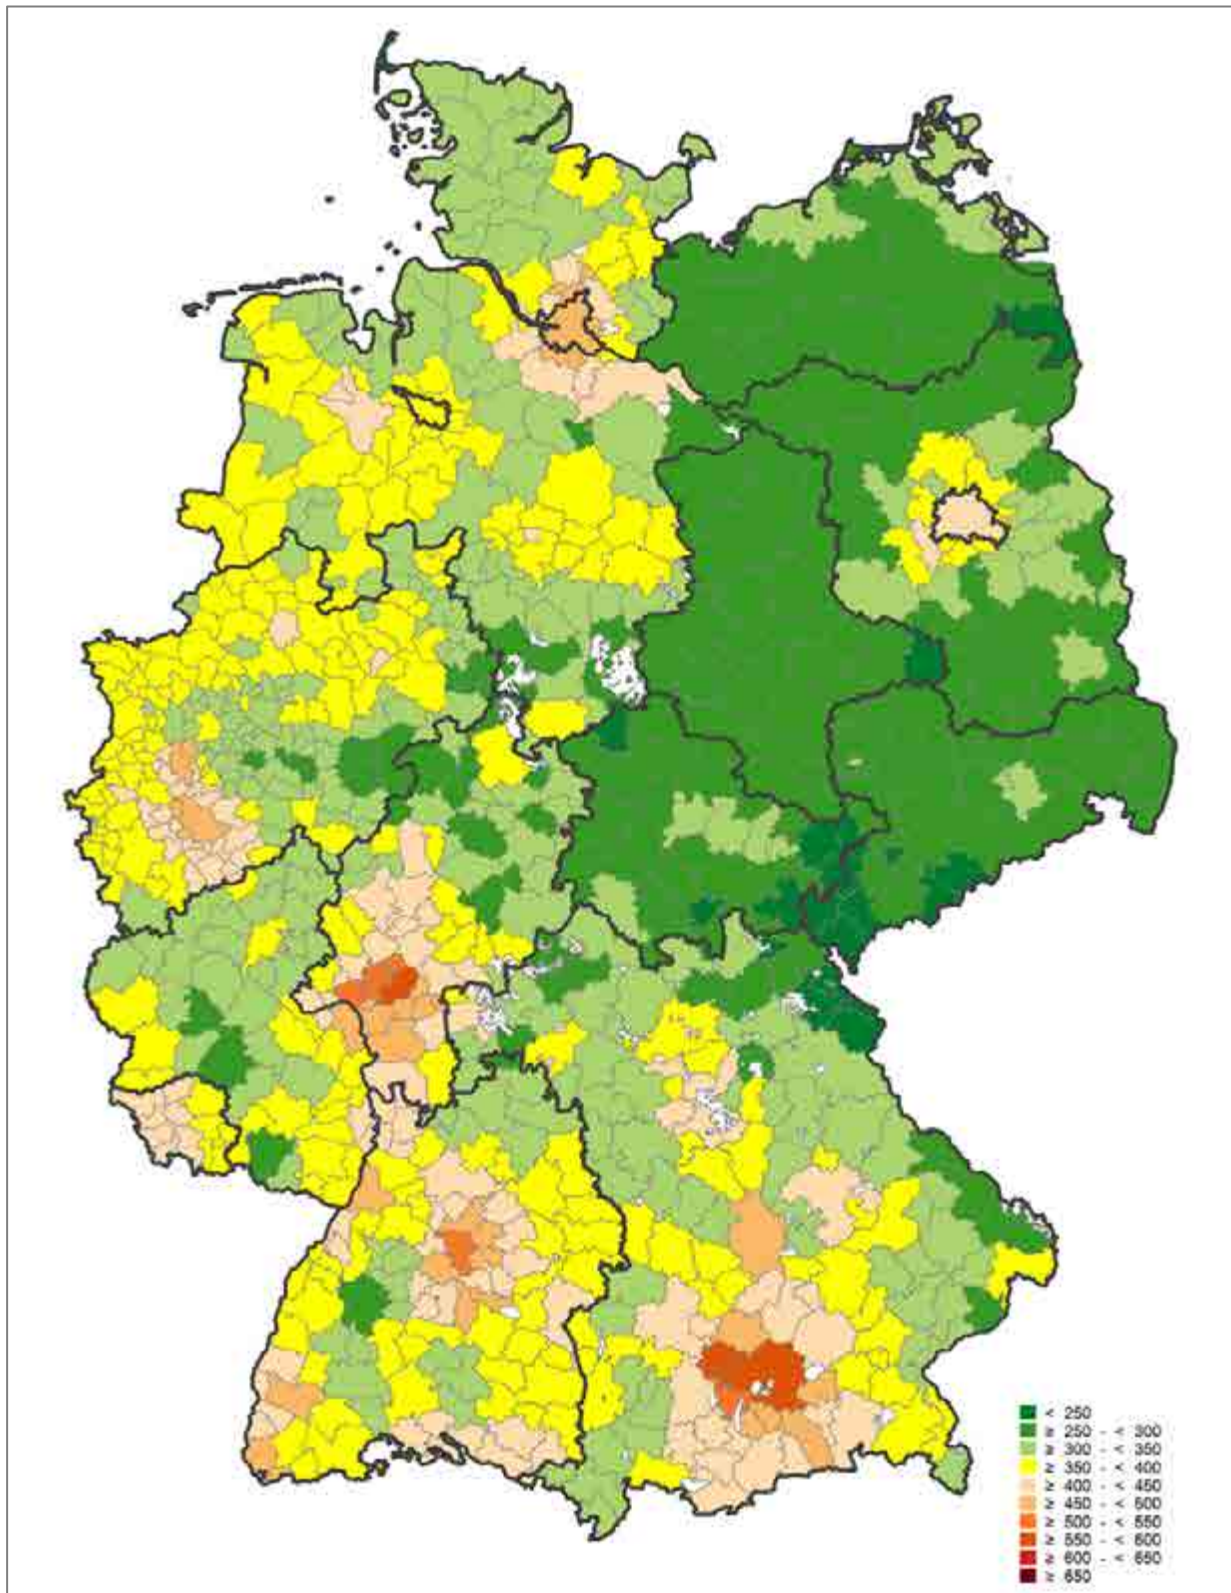 < 250
≥ 250 - < 300
≥ 300 - < 350
≥ 350 - < 400
≥ 400 - < 450
≥ 450 - < 500
≥ 500 - < 550
≥ 550 - < 600
≥ 600 - < 650
≥ 650